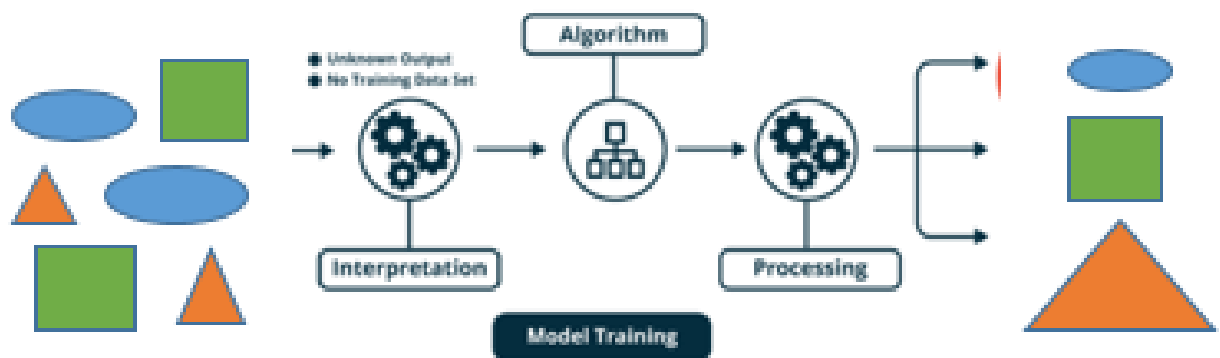 Algorithm
Unknown Output
No Training Data Set
Interpretation
Processing
Model Training